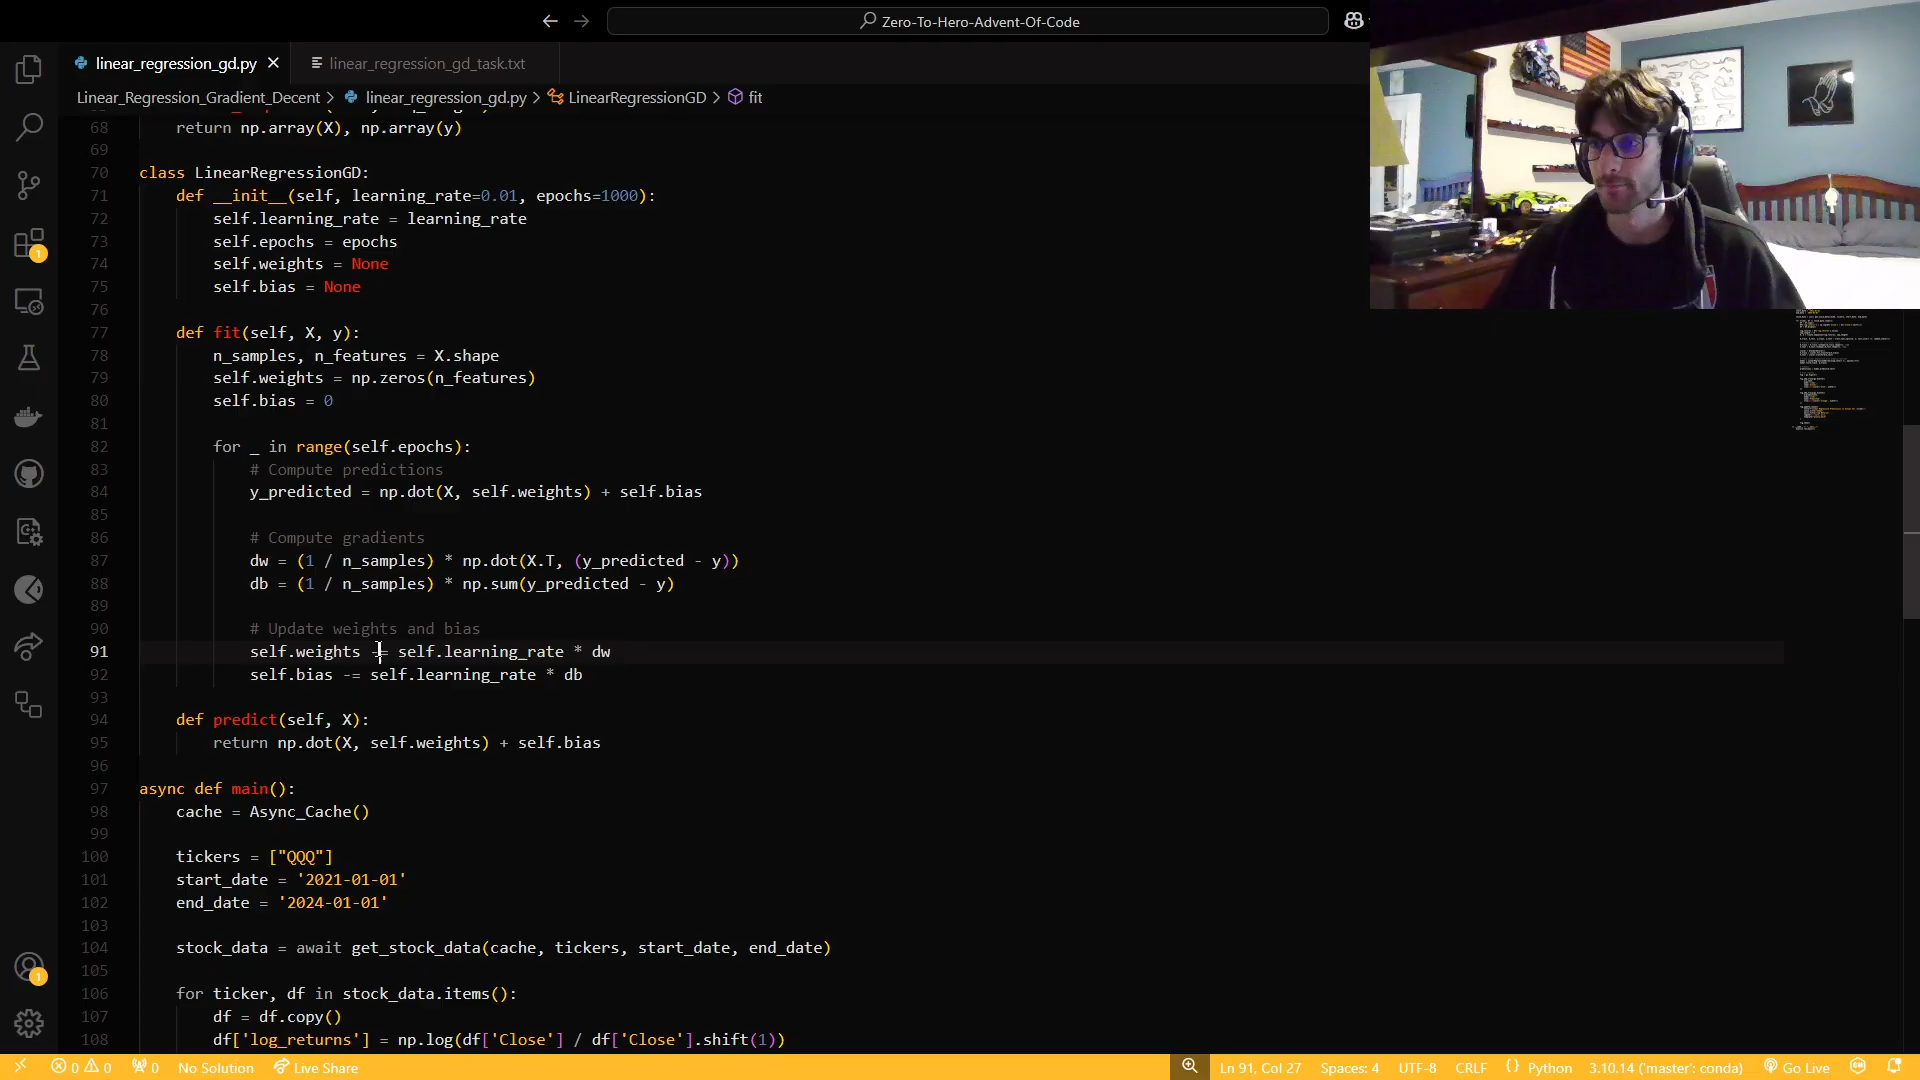 Zero-To-Hero-Advent-Of-Code
linear_regression_gd.py
linear_regression_gd_task.txt
Linear_Regression_Gradient_Decent > linear_regression_gd.py > LinearRegressionGD > fit
68 return np.array(X), np.array(y)
69
70 class LinearRegressionGD:
71 def __init__(self, learning_rate=0.01, epochs=1000):
72 self.learning_rate = learning_rate
73 self.epochs = epochs
74 self.weights = None
75 self.bias = None
76
77 def fit(self, X, y):
78 n_samples, n_features = X.shape
79 self.weights = np.zeros(n_features)
80 self.bias = 0
81
82 for _ in range(self.epochs):
83 # Compute predictions
84 y_predicted = np.dot(X, self.weights) + self.bias
85
86 # Compute gradients
87 dw = (1 / n_samples) * np.dot(X.T, (y_predicted - y))
88 db = (1 / n_samples) * np.sum(y_predicted - y)
89
90 # Update weights and bias
91 self.weights -= self.learning_rate * dw
92 self.bias -= self.learning_rate * db
93
94 def predict(self, X):
95 return np.dot(X, self.weights) + self.bias
96
97 async def main():
98 cache = Async_Cache()
99
100 tickers = ["QQQ"]
101 start_date = '2021-01-01'
102 end_date = '2024-01-01'
103
104 stock_data = await get_stock_data(cache, tickers, start_date, end_date)
105
106 for ticker, df in stock_data.items():
107 df = df.copy()
108 df['log_returns'] = np.log(df['Close'] / df['Close'].shift(1))
1
1
0 0 0 No Solution Live Share Ln 91, Col 27 Spaces: 4 UTF-8 CRLF {} Python 3.10.14 ('master': conda) Go Live